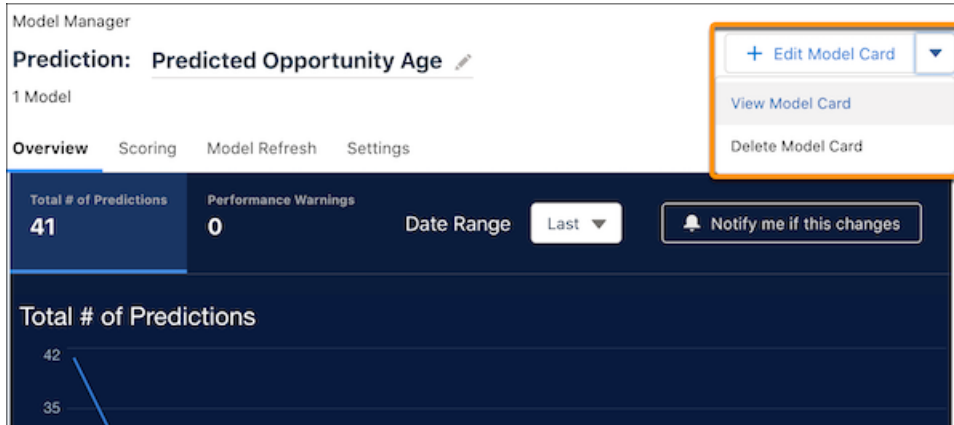 Model Manager
Prediction: Predicted Opportunity Age
1 Model
+ Edit Model Card
View Model Card
Delete Model Card
Overview Scoring Model Refresh Settings
Total # of Predictions
41
Performance Warnings
0
Date Range Last
Notify me if this changes
Total # of Predictions
42
35